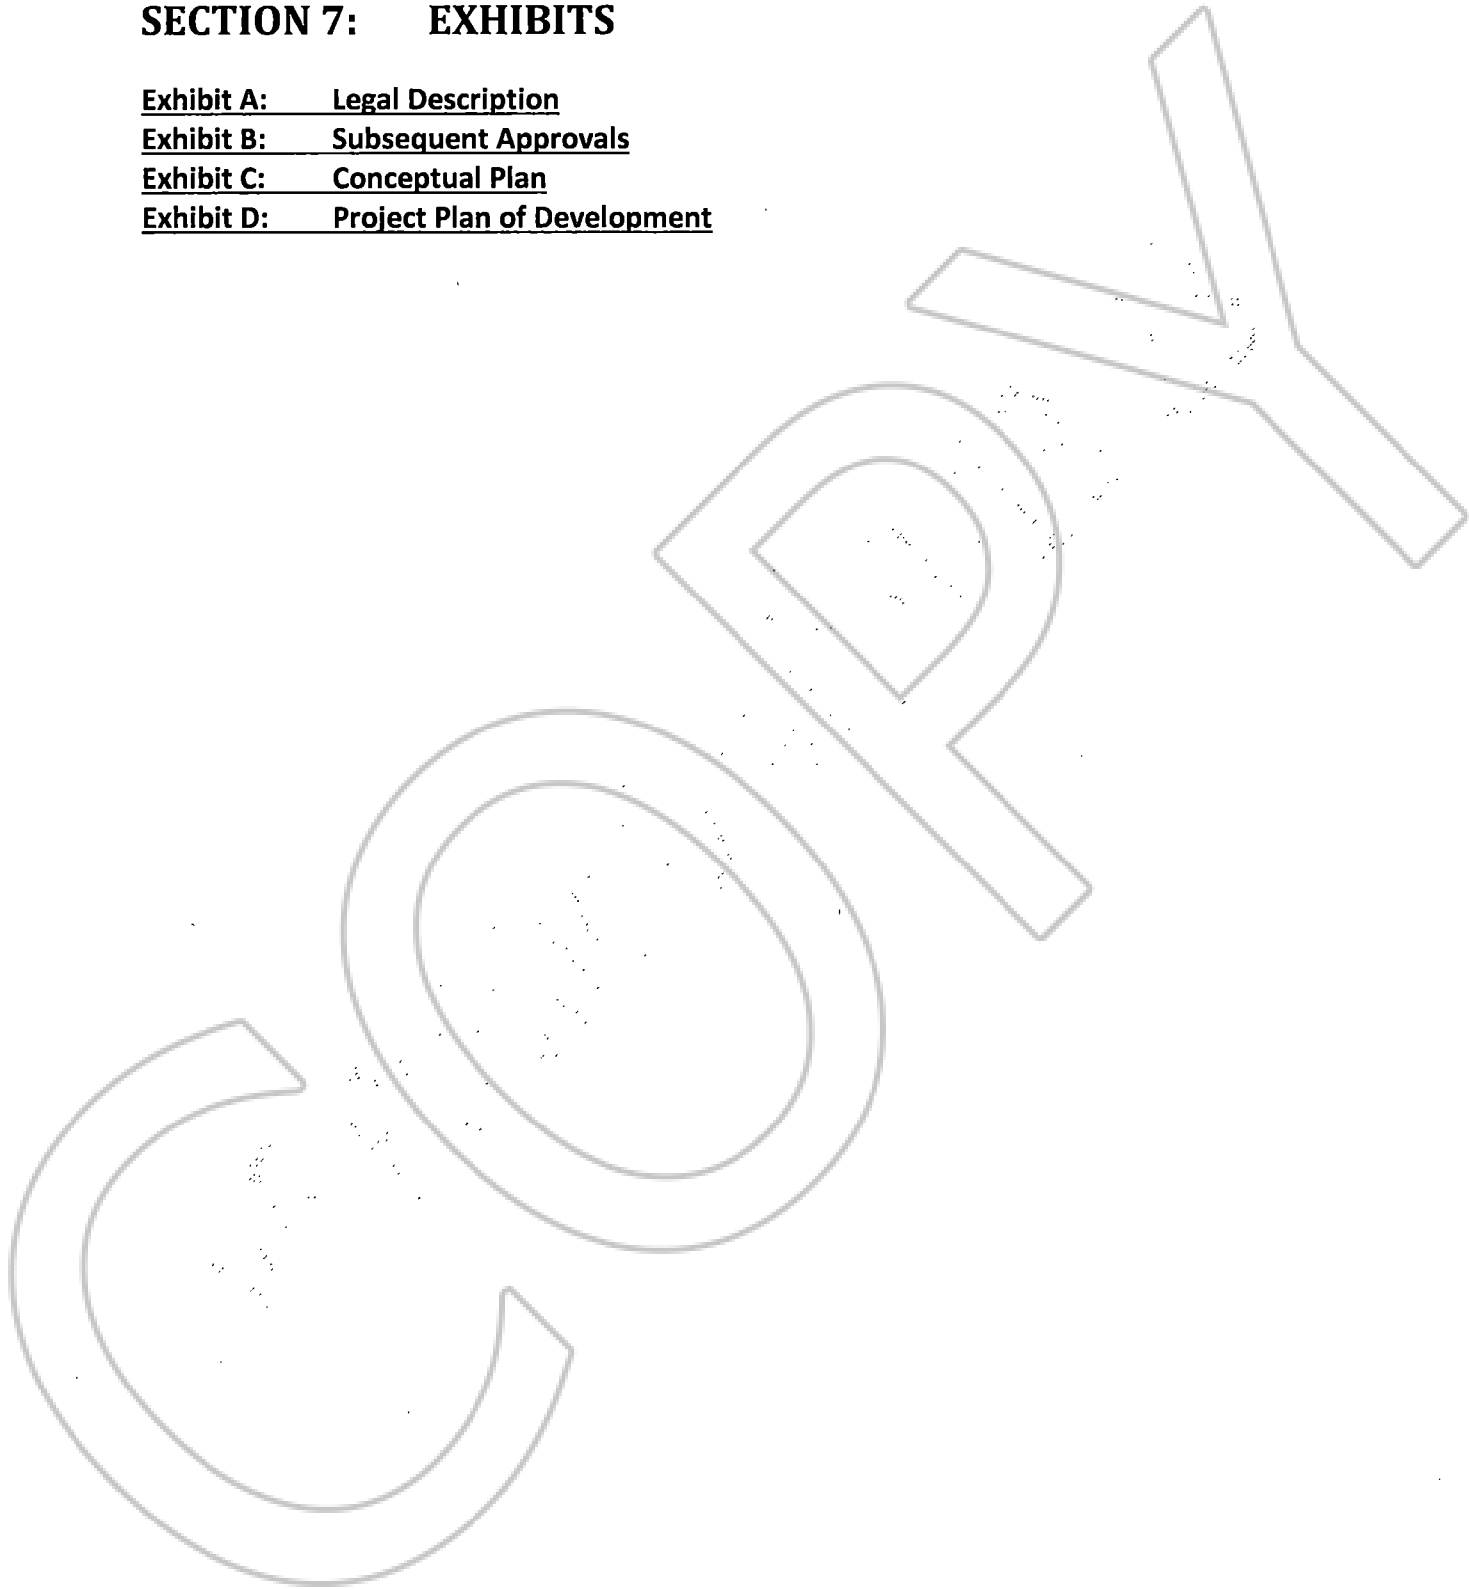 SECTION 7: EXHIBITS
Exhibit A: Legal Description
Exhibit B: Subsequent Approvals
Exhibit C: Conceptual Plan
Exhibit D: Project Plan of Development
COPY